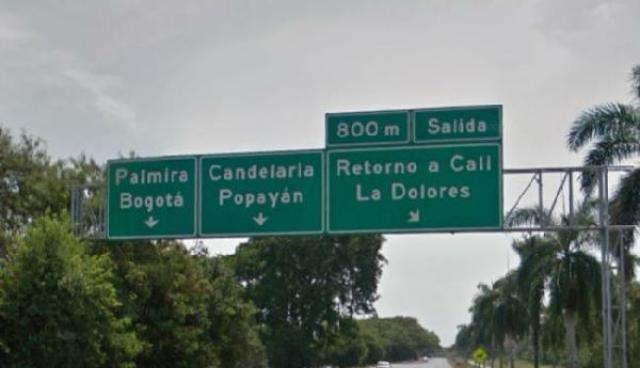 Palmira
Bogotá
Candelaria
Popayán
800 m
Salida
Retorno a Cali
La Dolores